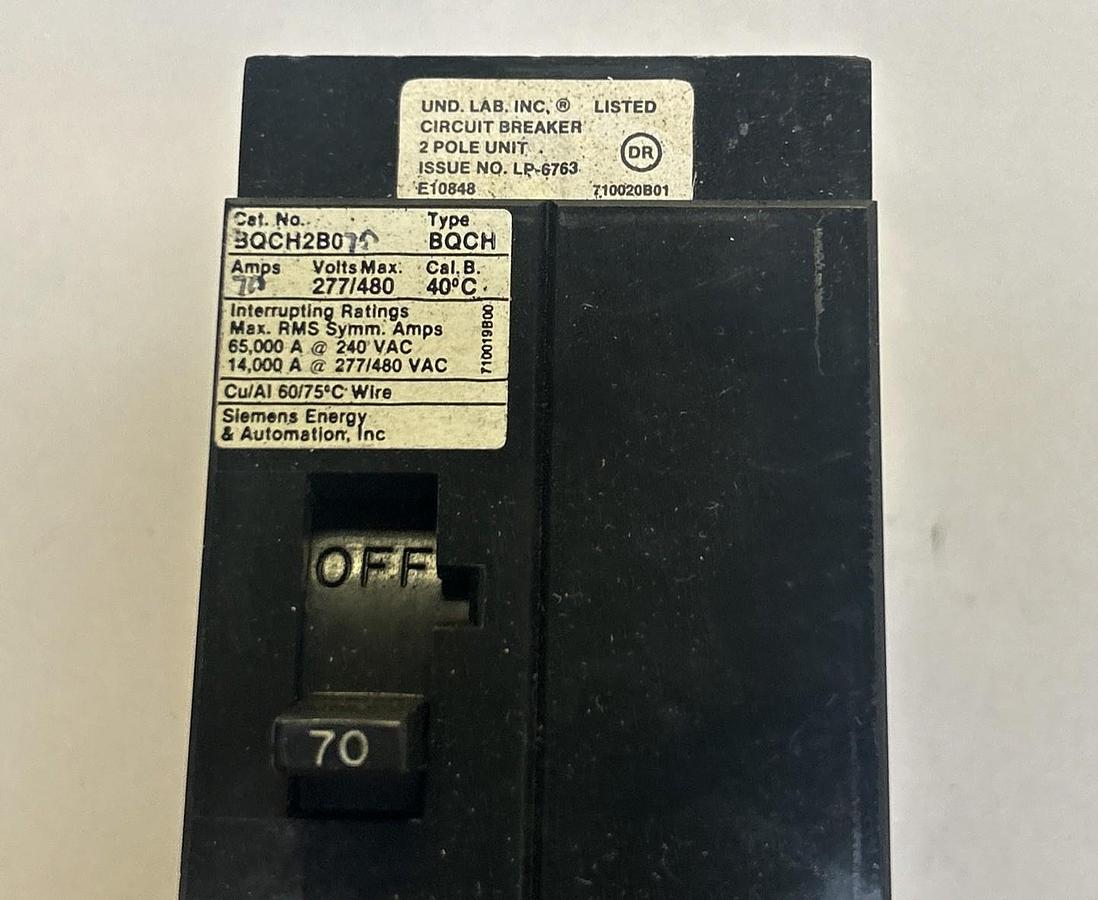 UND. LAB. INC. ® LISTED
CIRCUIT BREAKER
2 POLE UNIT
DR
ISSUE NO. LP-6763
E10848 710020B01
Cat. No. Type
BQCH2B070 BQCH
Amps Volts Max. Cal. B.
70 277/480 40°C
Interrupting Ratings
Max. RMS Symm. Amps
65,000 A @ 240 VAC
14,000 A @ 277/480 VAC
710019B00
Cu/Al 60/75°C Wire
Siemens Energy
& Automation, Inc
OFF
70